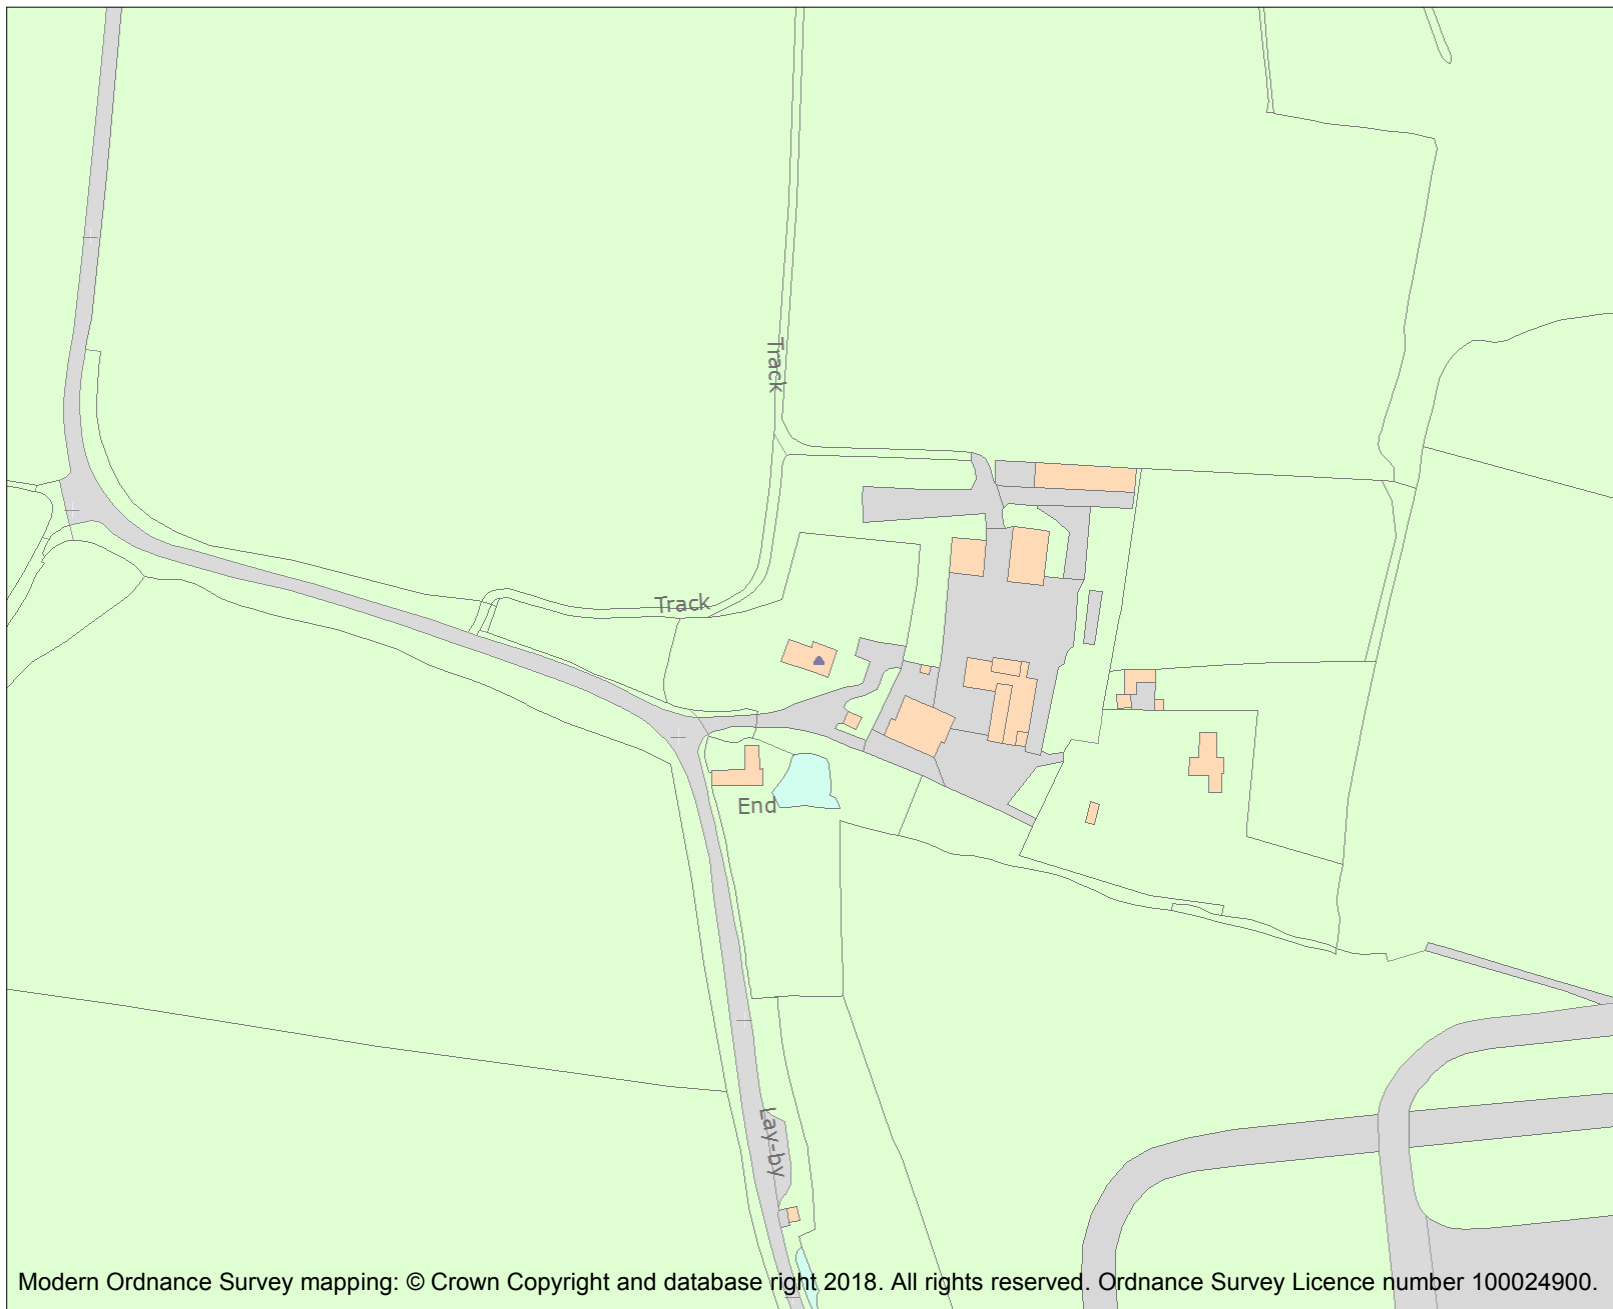 Track
Track
End
Lay-by
Modern Ordnance Survey mapping: © Crown Copyright and database right 2018. All rights reserved. Ordnance Survey Licence number 100024900.